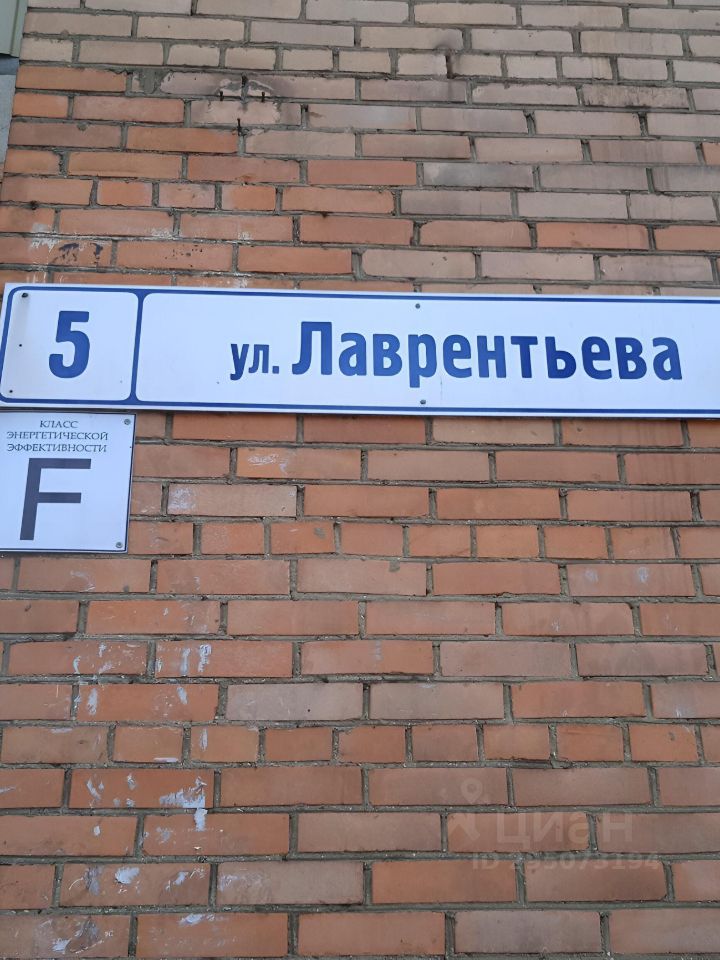 5 ул. Лаврентьева
КЛАСС
ЭНЕРГЕТИЧЕСКОЙ
ЭФФЕКТИВНОСТИ
F
циан